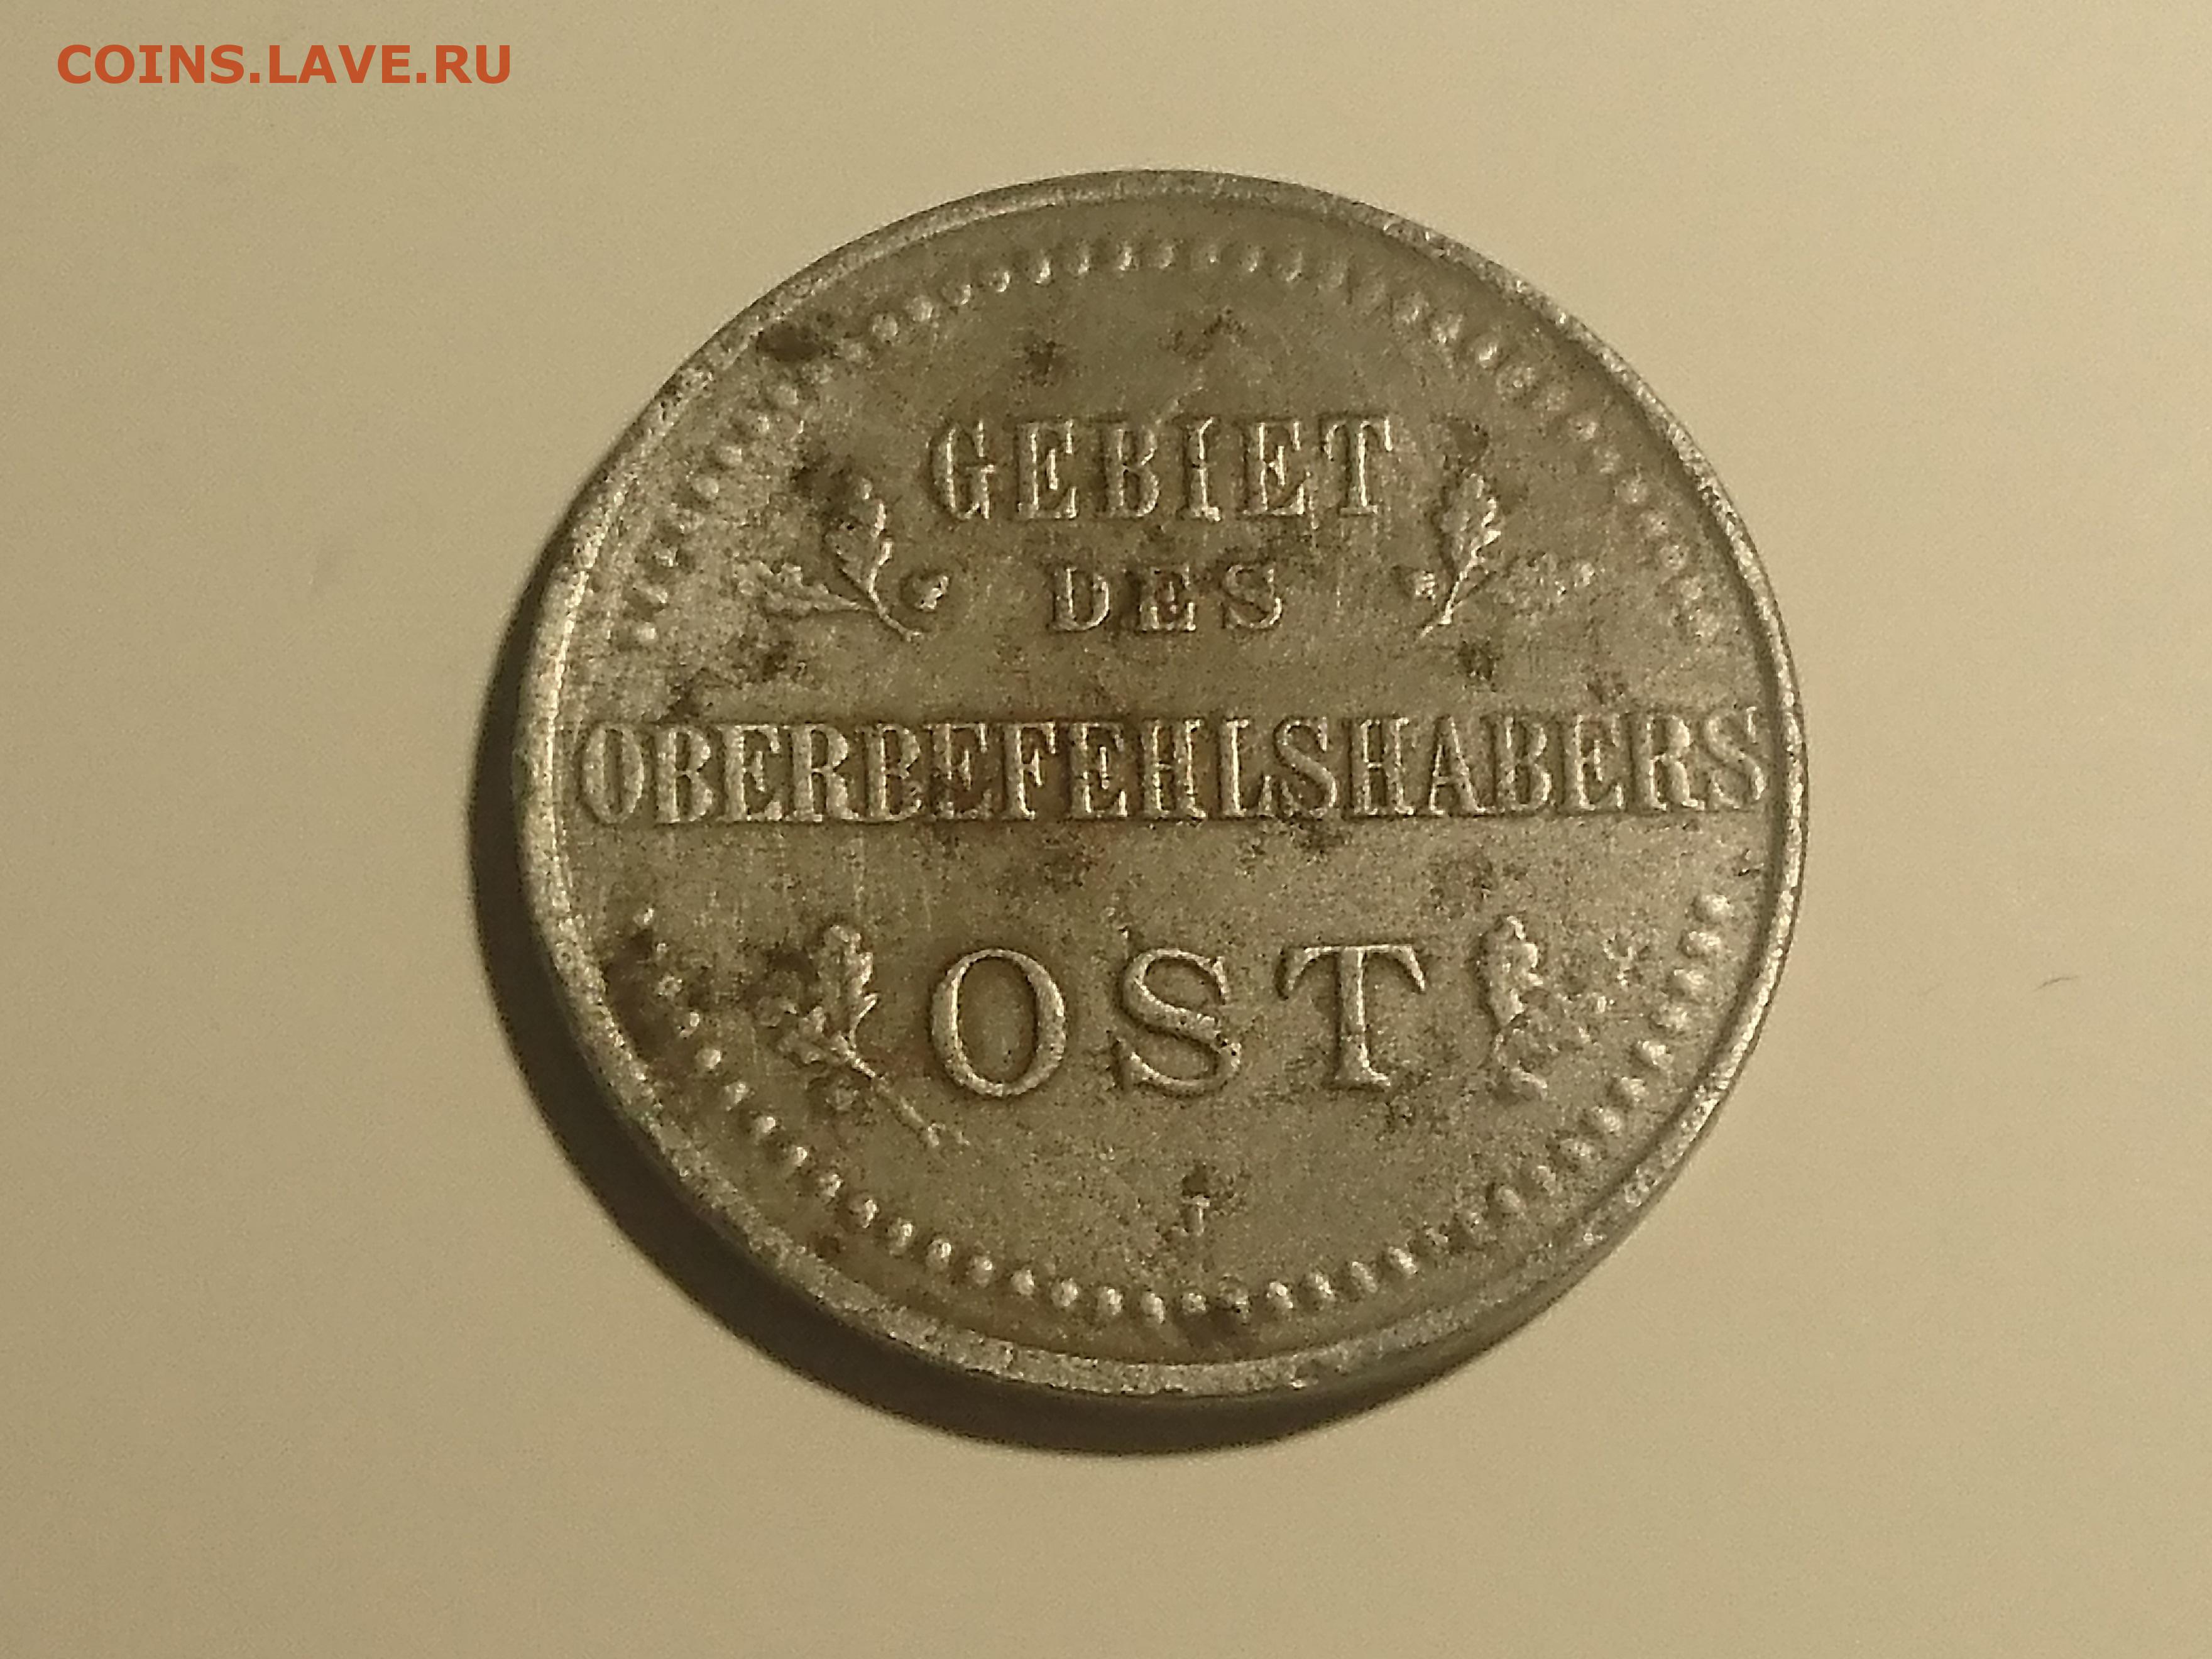 COINS.LAVE.RU
GEBIET
DES
OBERBEFEHLSHABERS
OST
J